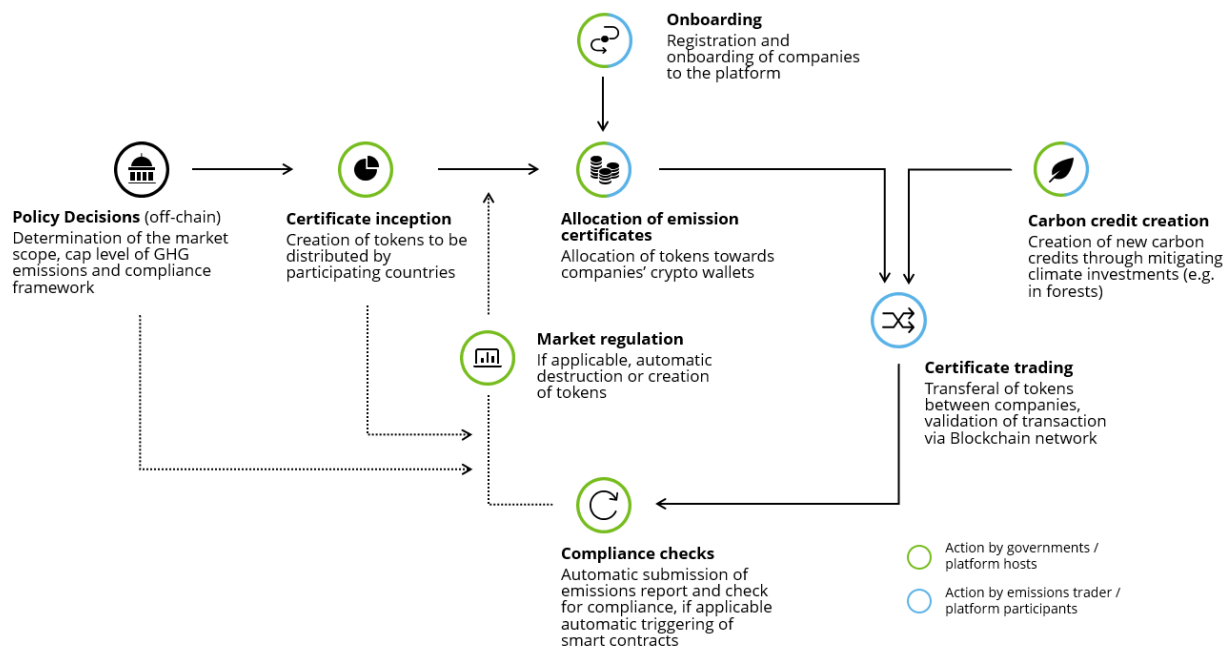 Onboarding
Registration and
onboarding of companies
to the platform
Policy Decisions (off-chain)
Determination of the market
scope, cap level of GHG
emissions and compliance
framework
Certificate inception
Creation of tokens to be
distributed by
participating countries
Allocation of emission
certificates
Allocation of tokens towards
companies’ crypto wallets
Carbon credit creation
Creation of new carbon
credits through mitigating
climate investments (e.g.
in forests)
Market regulation
If applicable, automatic
destruction or creation
of tokens
Certificate trading
Transferal of tokens
between companies,
validation of transaction
via Blockchain network
Compliance checks
Automatic submission of
emissions report and check
for compliance, if applicable
automatic triggering of
smart contracts
Action by governments /
platform hosts
Action by emissions trader /
platform participants